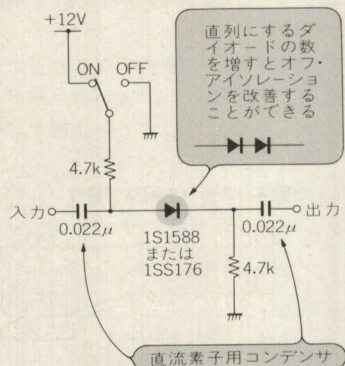 +12V
ON OFF
直列にするダ
イオードの数
を増すとオフ・
アイソレーショ
ンを改善する
ことができる
4.7k
入力
0.022μ
1S1588
または
1SS176
0.022μ
出力
4.7k
直流素子用コンデンサ